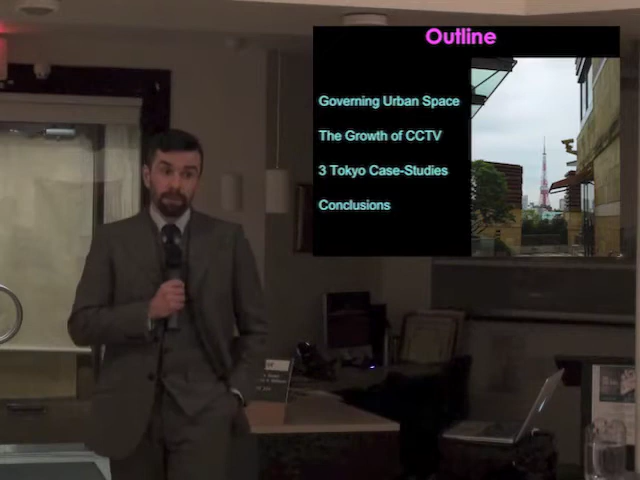 Outline
Governing Urban Space
The Growth of CCTV
3 Tokyo Case-Studies
Conclusions